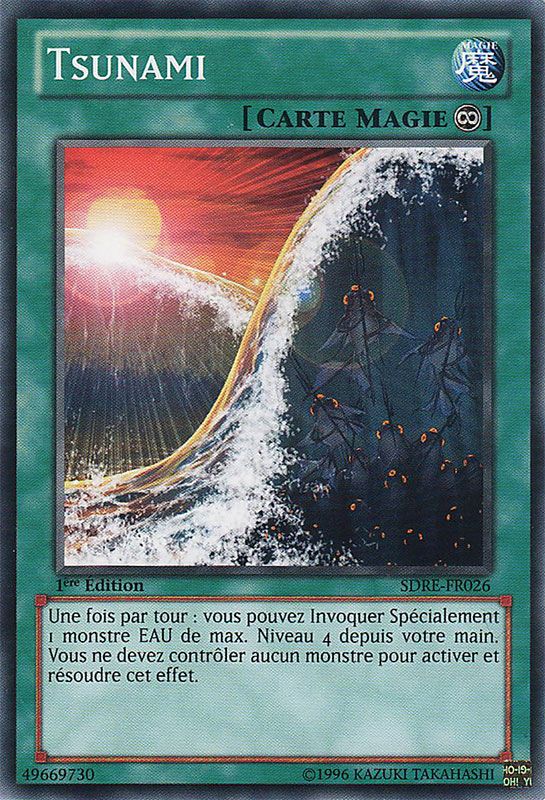 TSUNAMI
MAGIE
魔
[CARTE MAGIE ]
1ère Édition
SDRE-FR026
Une fois par tour : vous pouvez Invoquer Spécialement
1 monstre EAU de max. Niveau 4 depuis votre main.
Vous ne devez contrôler aucun monstre pour activer et
résoudre cet effet.
49669730
©1996 KAZUKI TAKAHASHI